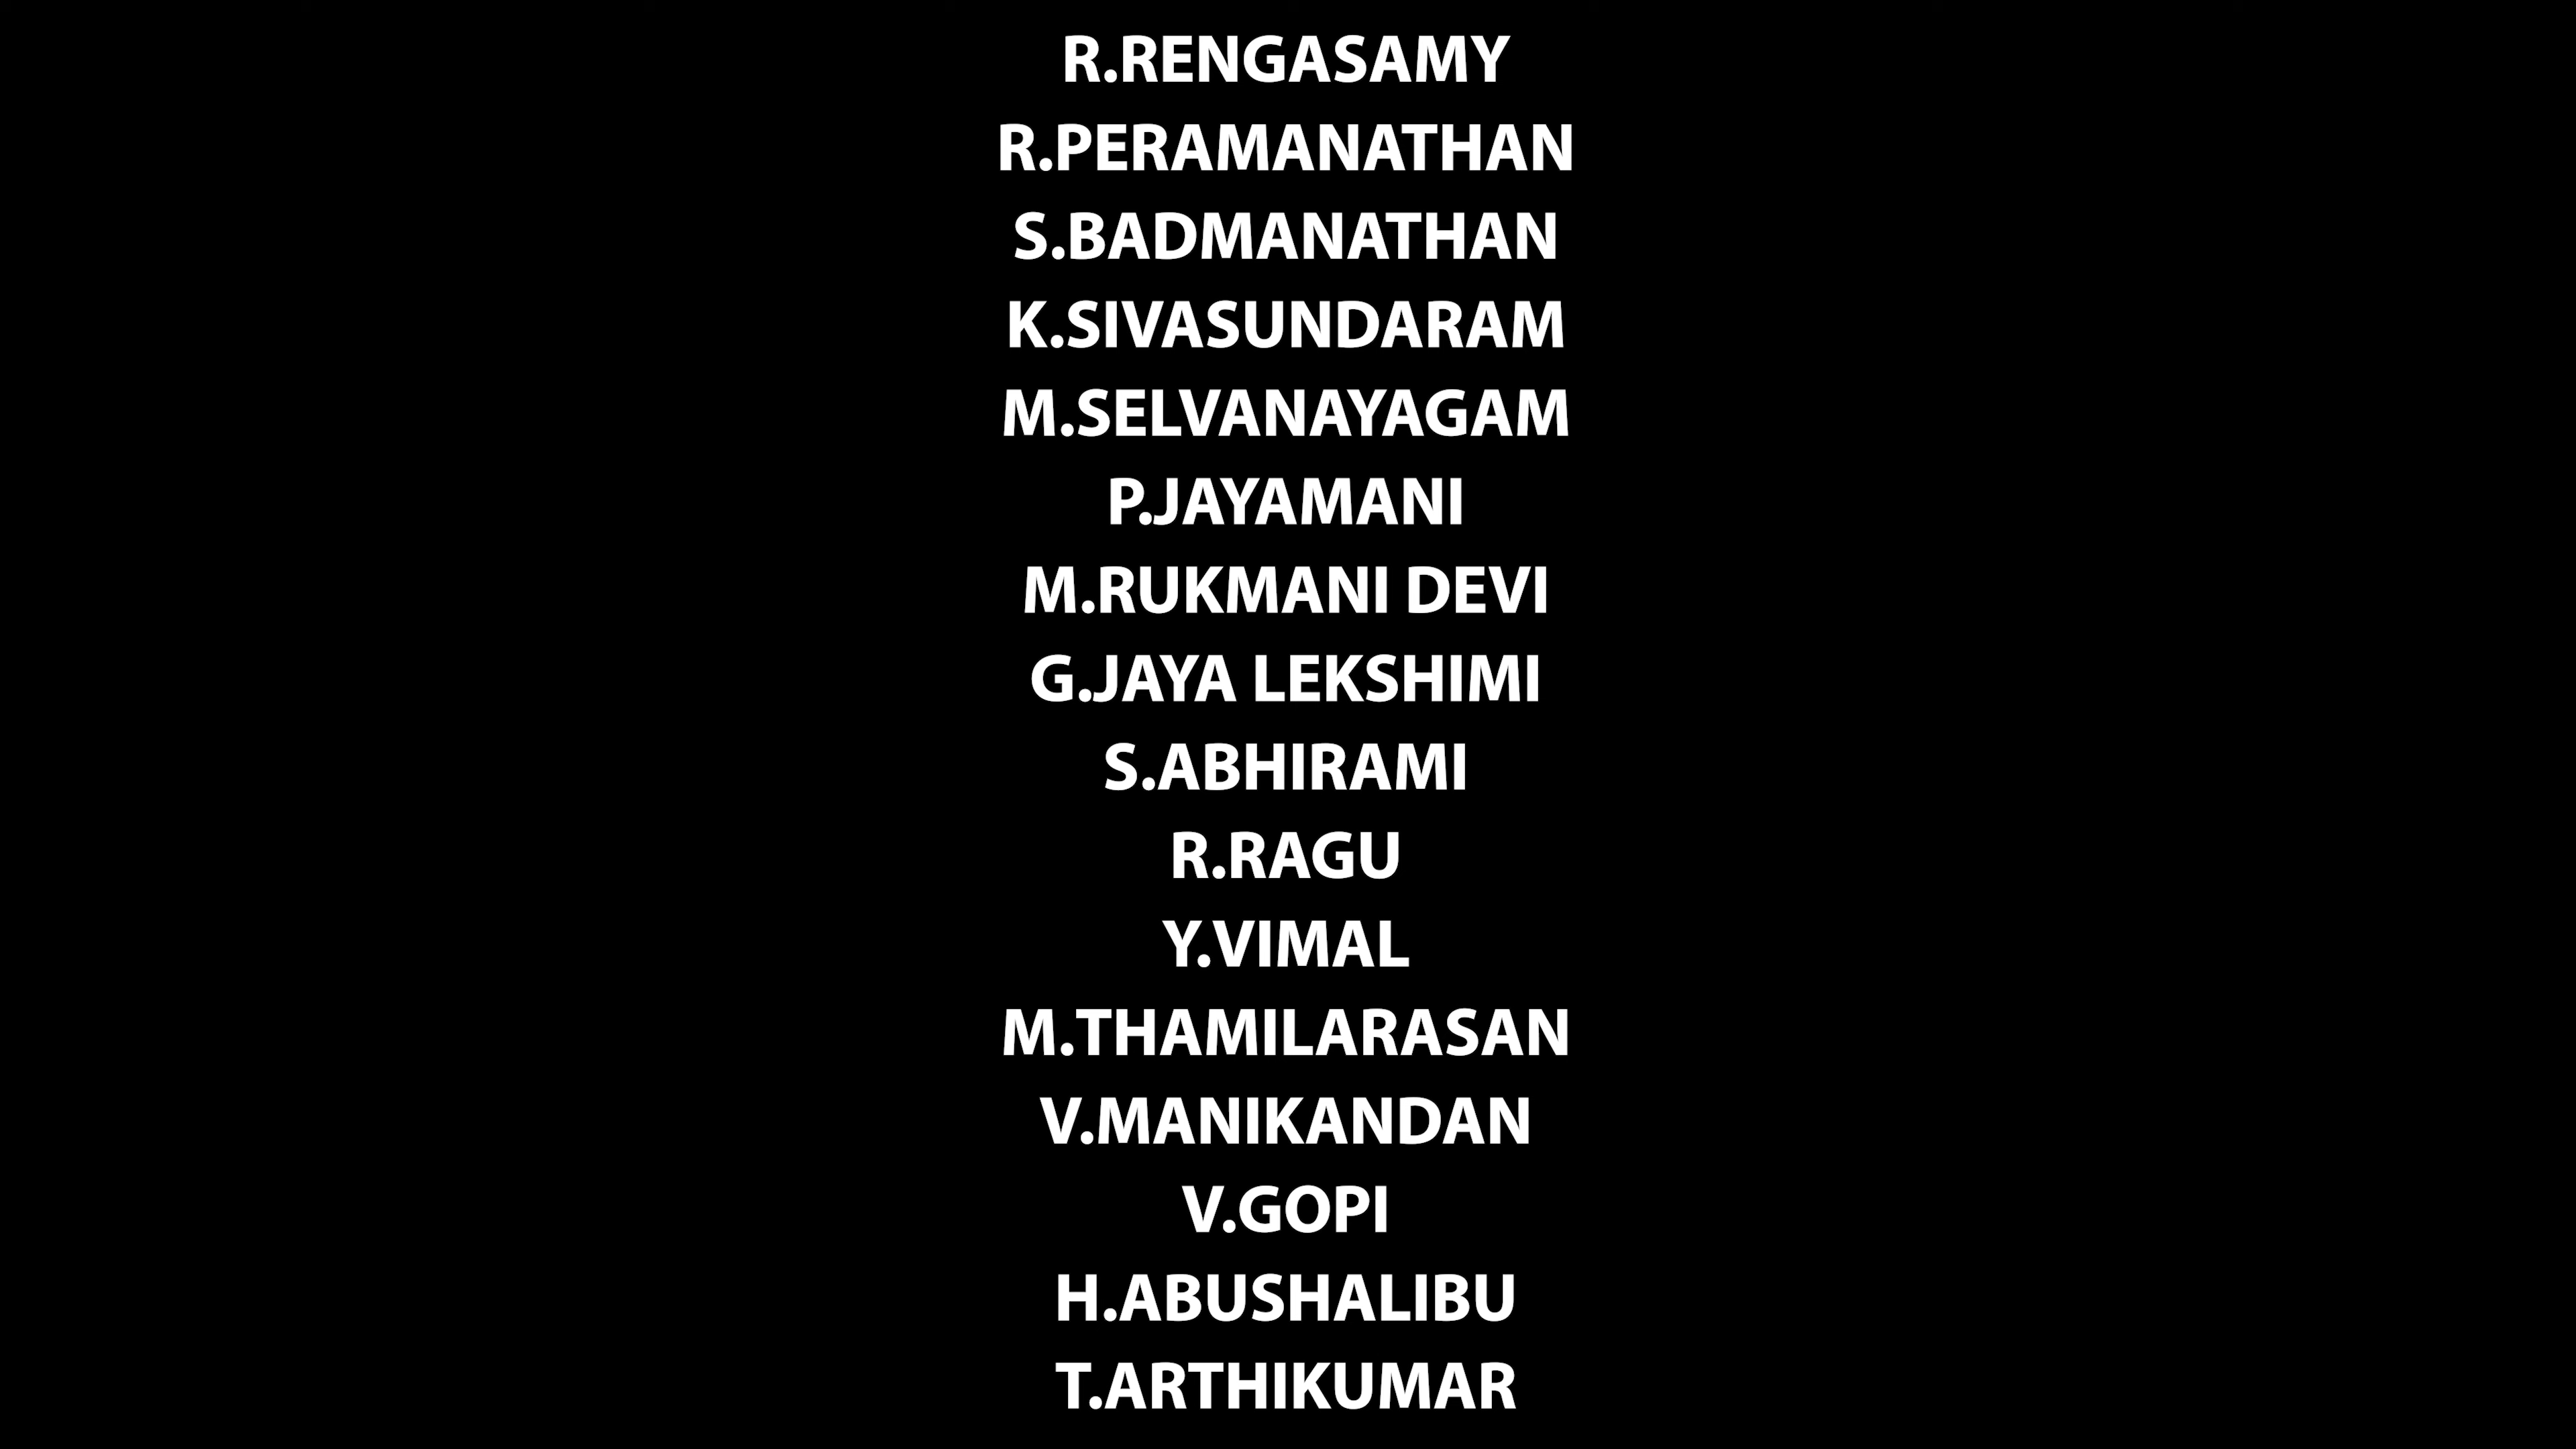 R.RENGASAMY
R.PERAMANATHAN
S.BADMANATHAN
K.SIVASUNDARAM
M.SELVANAYAGAM
P.JAYAMANI
M.RUKMANI DEVI
G.JAYA LEKSHIMI
S.ABHIRAMI
R.RAGU
Y.VIMAL
M.THAMILARASAN
V.MANIKANDAN
V.GOPI
H.ABUSHALIBU
T.ARTHIKUMAR